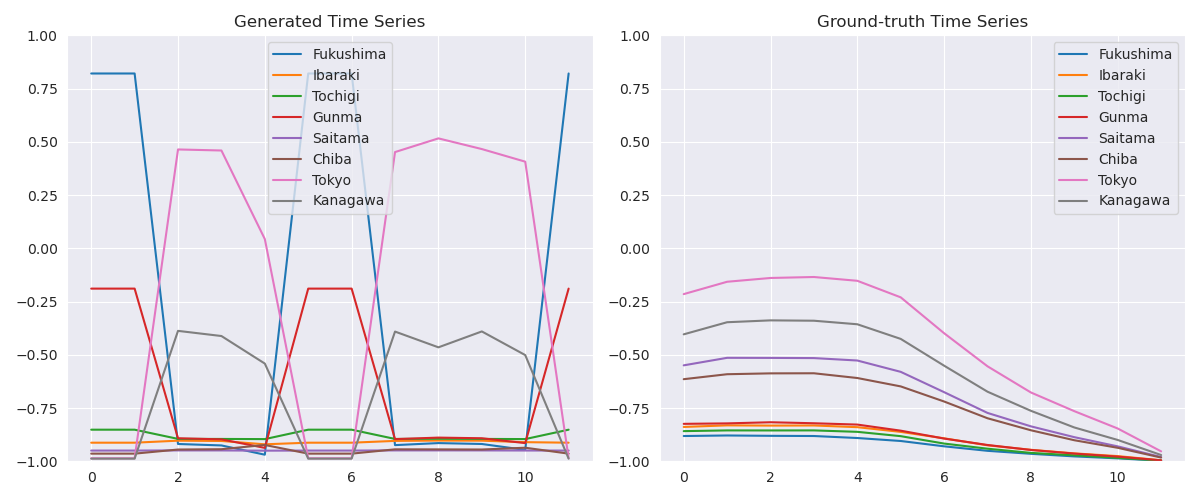 Generated Time Series
Ground-truth Time Series
1.00
0.75
0.50
0.25
0.00
−0.25
−0.50
−0.75
−1.00
0 2 4 6 8 10
Fukushima
Ibaraki
Tochigi
Gunma
Saitama
Chiba
Tokyo
Kanagawa
1.00
0.75
0.50
0.25
0.00
−0.25
−0.50
−0.75
−1.00
0 2 4 6 8 10
Fukushima
Ibaraki
Tochigi
Gunma
Saitama
Chiba
Tokyo
Kanagawa